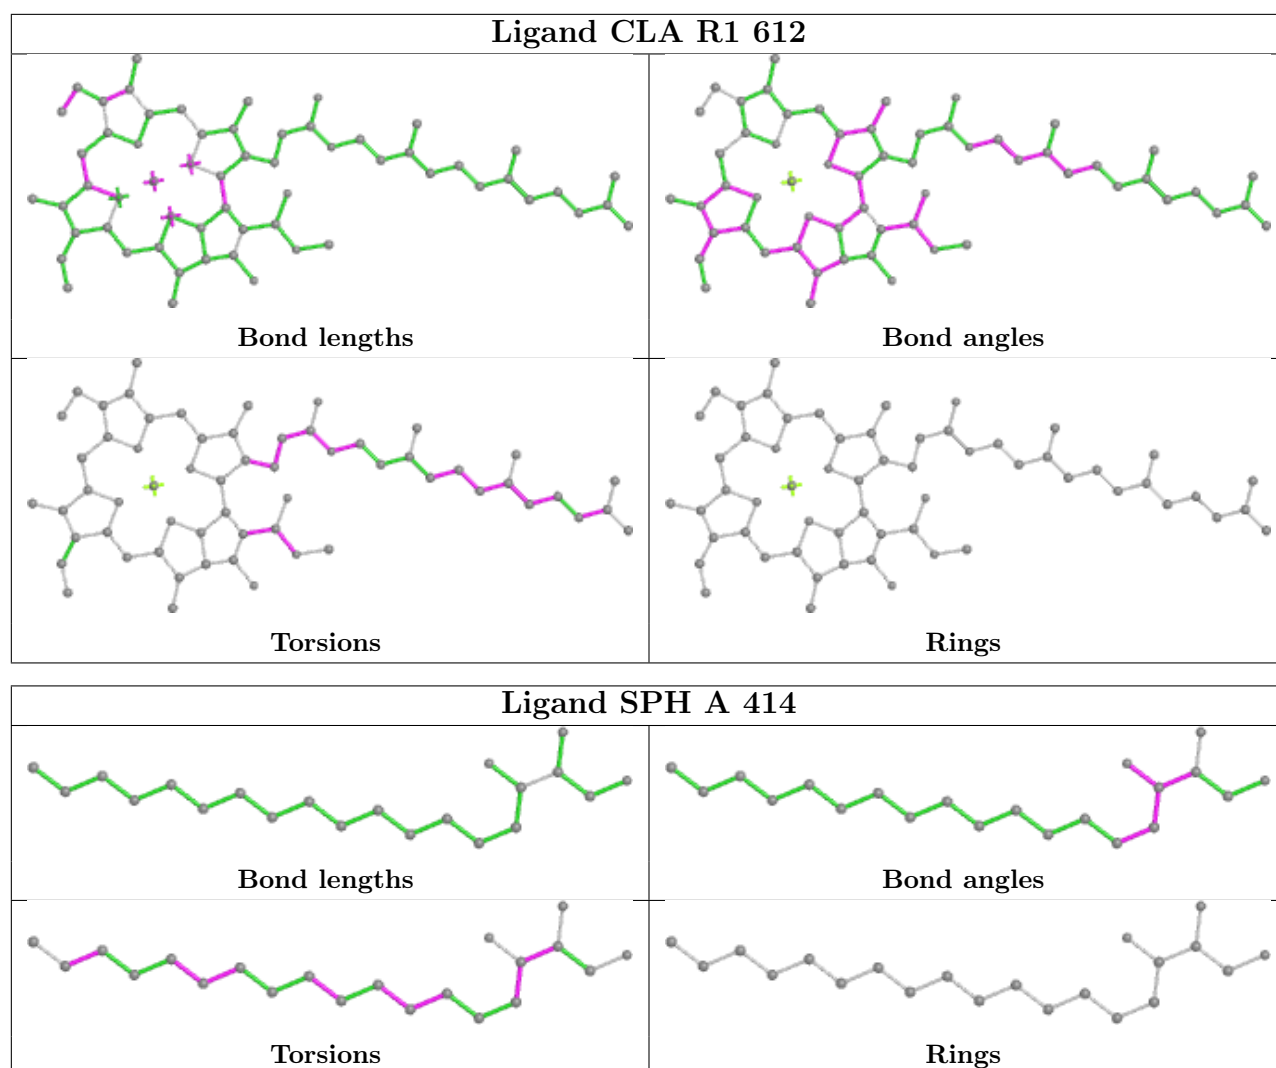 Ligand CLA R1 612
Bond lengths
Bond angles
Torsions
Rings
Ligand SPH A 414
Bond lengths
Bond angles
Torsions
Rings